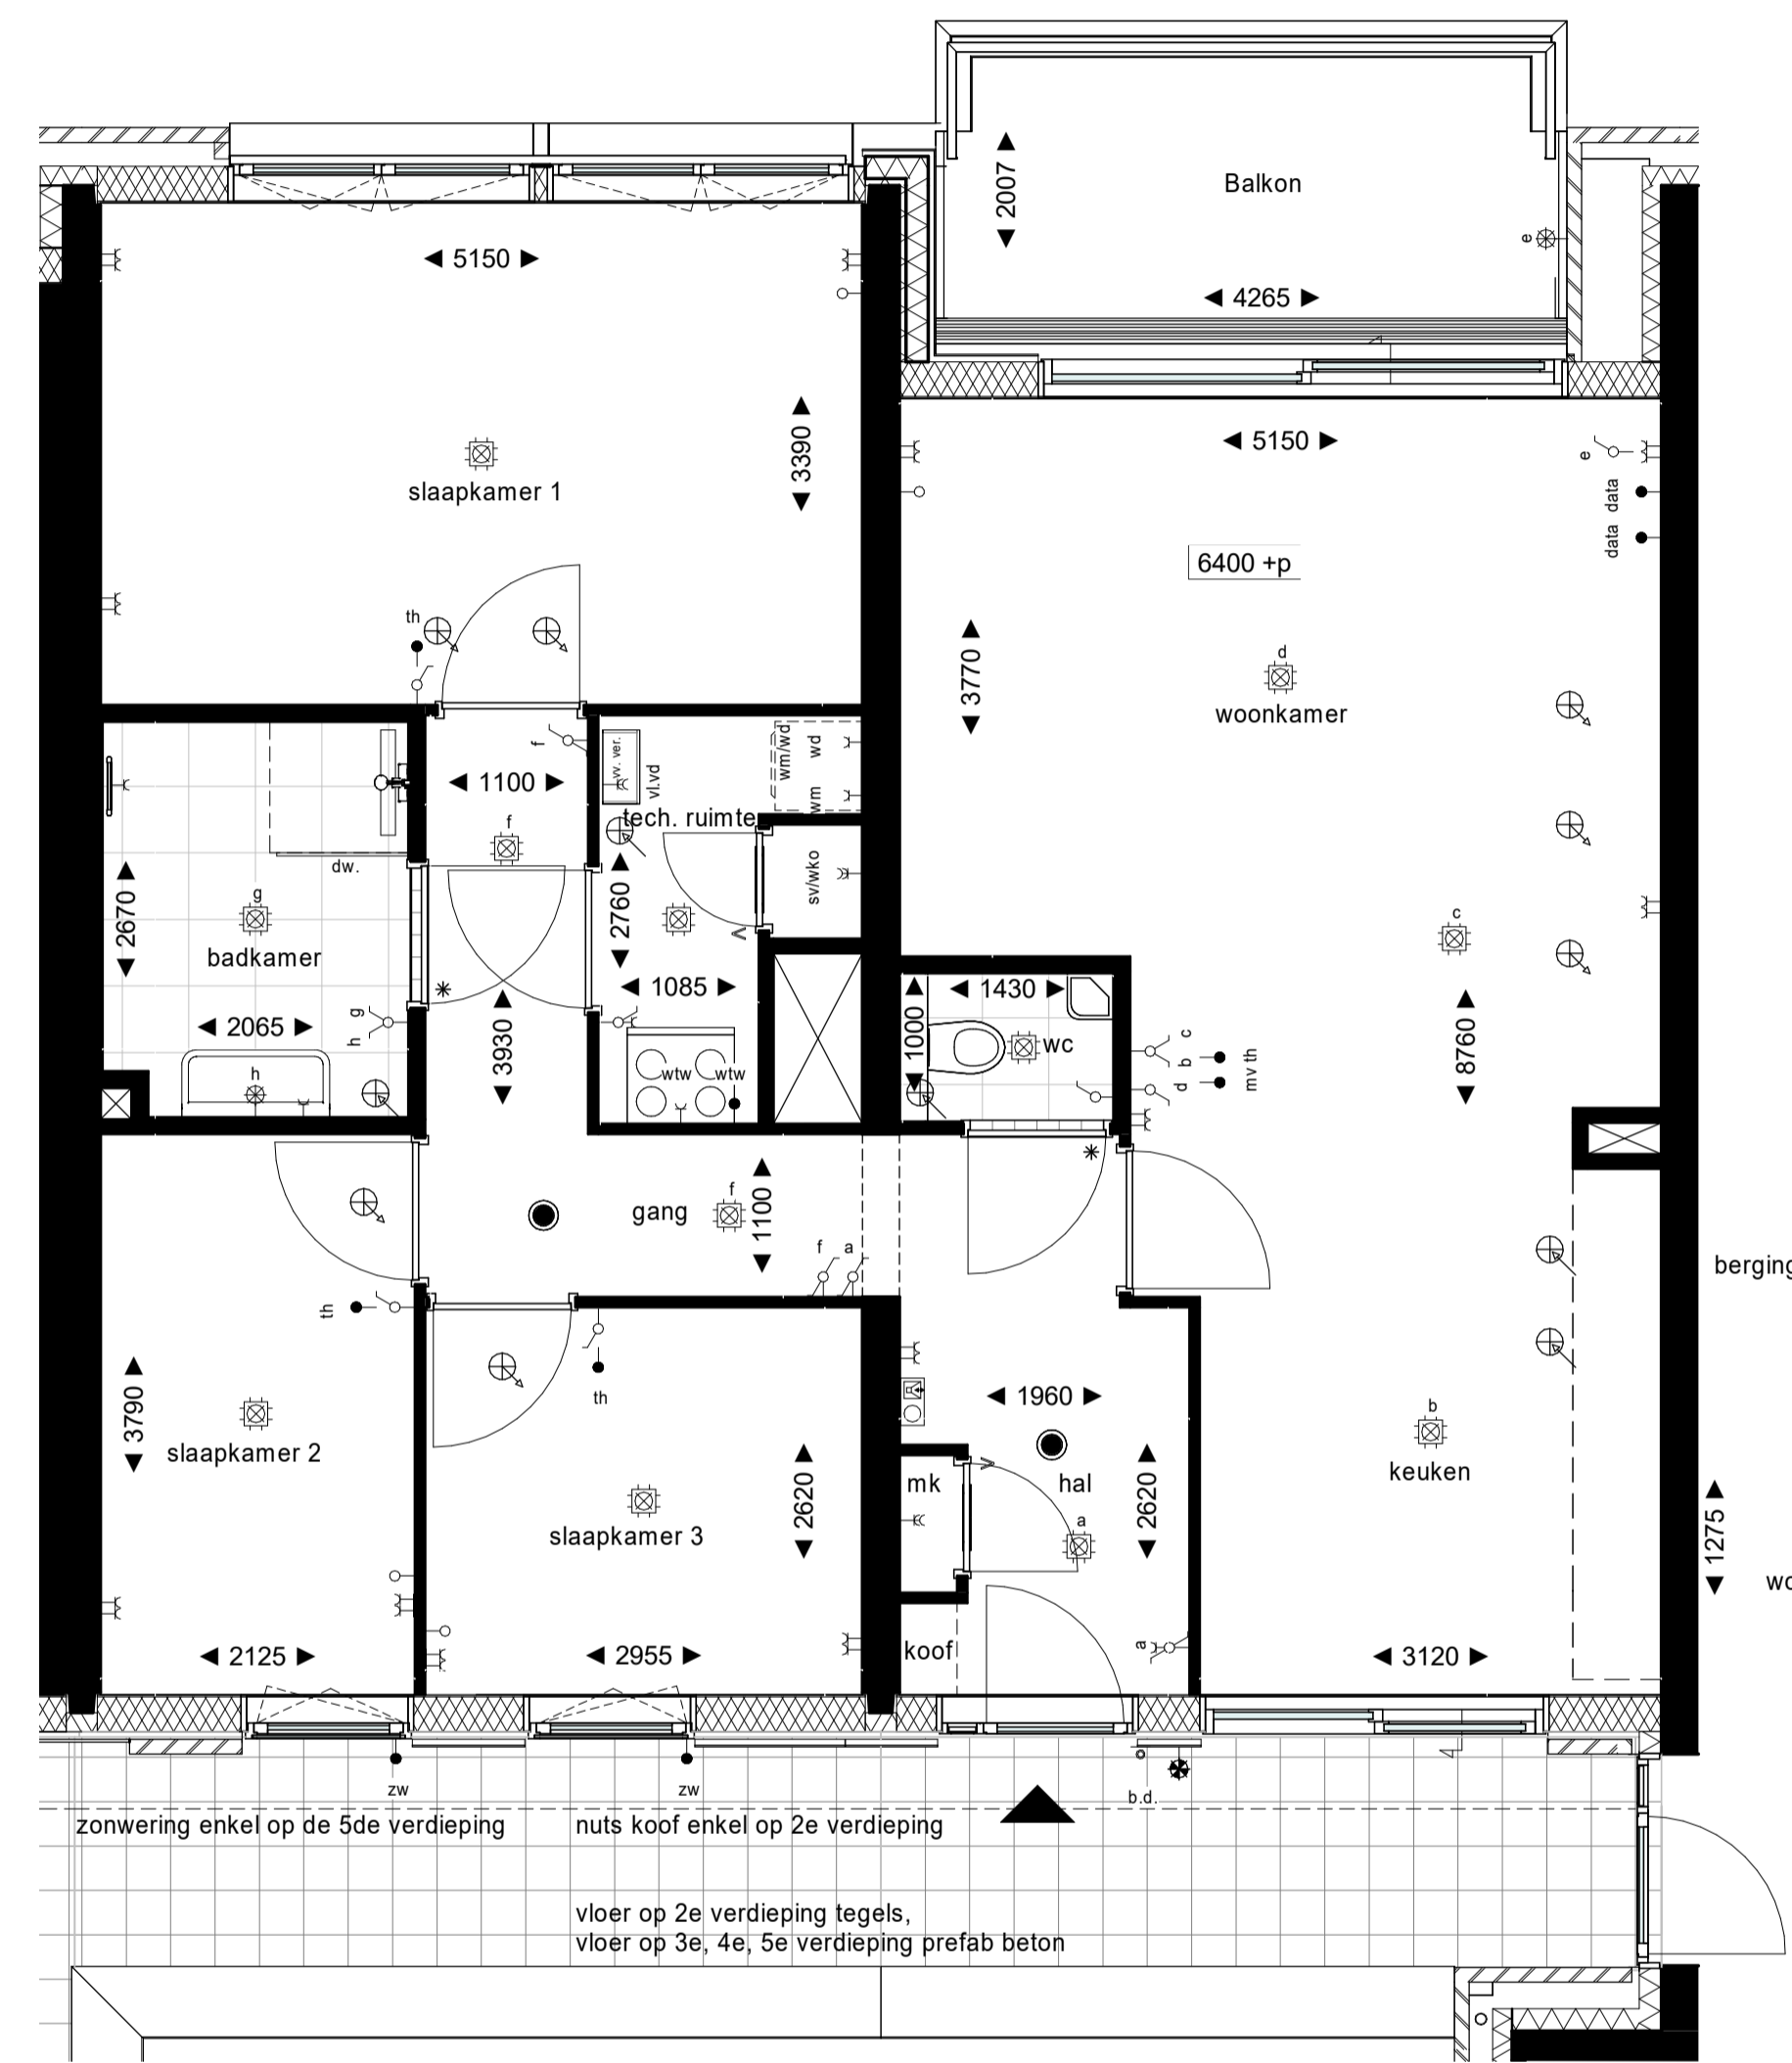 Balkon
2007
e
4265
5150
5150
3390
slaapkamer 1
e
data data
6400 +p
th
3770
d
woonkamer
f
1100
f
vl.vd
wm/wd
wd
wm
tech. ruimte
sv/wko
dw.
g
badkamer
2670
2760
c
2065
h g
h
3930
1085
wtw wtw
1430
1000
wc
c
b
d
mv th
8760
gang
f
1100
f a
berging
th
th
3790
slaapkamer 2
1960
b
keuken
slaapkamer 3
2620
mk
hal
a
2620
1275
wo
koof
a
2125
2955
3120
zw
zw
b.d.
zonwering enkel op de 5de verdieping
nuts koof enkel op 2e verdieping
vloer op 2e verdieping tegels,
vloer op 3e, 4e, 5e verdieping prefab beton